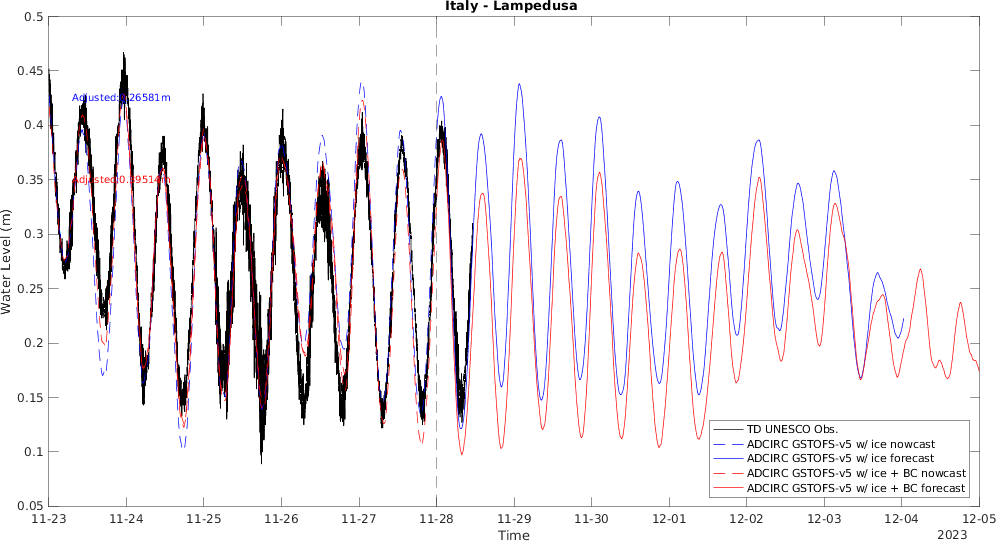 Italy - Lampedusa
Water Level (m)
0.5
0.45
0.4
0.35
0.3
0.25
0.2
0.15
0.1
0.05
Adjusted:0.26581m
TD UNESCO Obs.
ADCIRC GSTOFS-v5 w/ ice nowcast
ADCIRC GSTOFS-v5 w/ ice forecast
ADCIRC GSTOFS-v5 w/ ice + BC nowcast
ADCIRC GSTOFS-v5 w/ ice + BC forecast
11-23 11-24 11-25 11-26 11-27 11-28 11-29 11-30 12-01 12-02 12-03 12-04 12-05
Time
2023